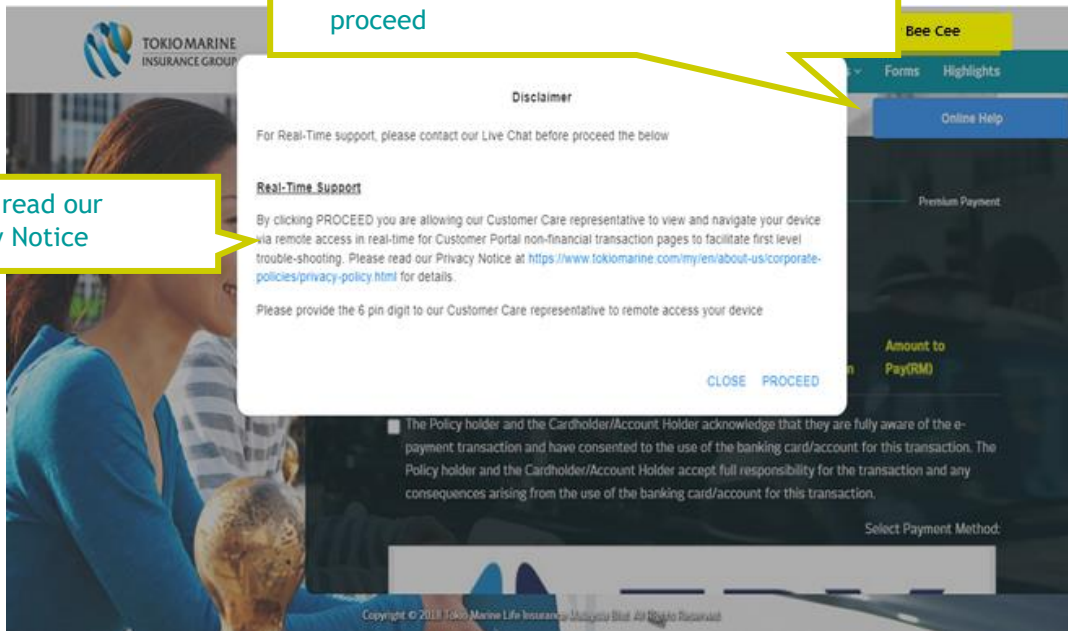 proceed
Bee Cee
TOKIO MARINE
INSURANCE GROUP
Forms Highlights
Online Help
Disclaimer
For Real-Time support, please contact our Live Chat before proceed the below
read our
Notice
Premium Payment
Real-Time Support
By clicking PROCEED you are allowing our Customer Care representative to view and navigate your device
via remote access in real-time for Customer Portal non-financial transaction pages to facilitate first level
trouble-shooting. Please read our Privacy Notice at https://www.tokiomarine.com/my/en/about-us/corporate-
policies/privacy-policy.html for details.
Please provide the 6 pin digit to our Customer Care representative to remote access your device
Amount to
Pay(RM)
CLOSE PROCEED
The Policy holder and the Cardholder/Account Holder acknowledge that they are fully aware of the e-
payment transaction and have consented to the use of the banking card/account for this transaction. The
Policy holder and the Cardholder/Account Holder accept full responsibility for the transaction and any
consequences arising from the use of the banking card/account for this transaction.
Select Payment Method:
Copyright © 2018 Tokio Marine Life Insurance Malaysia Bhd. All Rights Reserved.